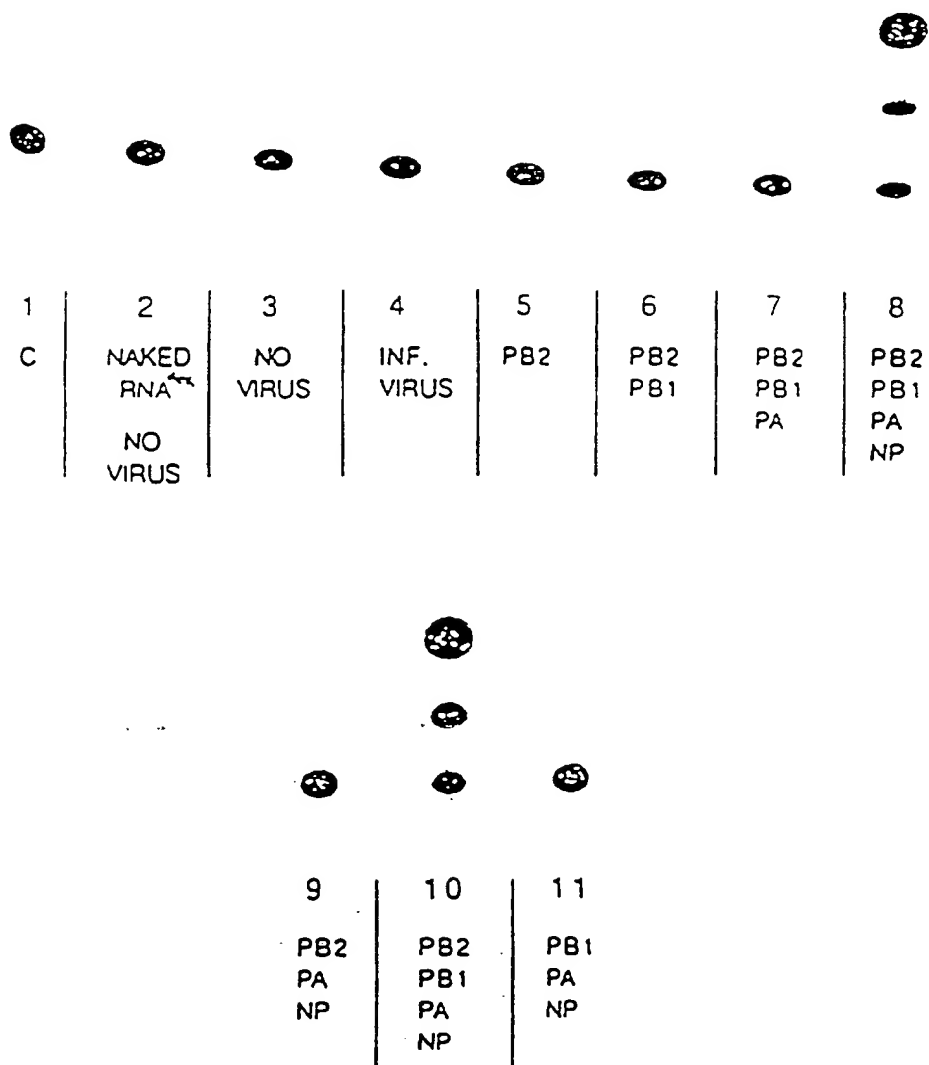 1 2 3 4 5 6 7 8
C NAKED NO INF. PB2 PB2 PB2 PB2
RNA VIRUS VIRUS PB1 PB1 PB1
PA PA
NO NP
VIRUS
9 10 11
PB2 PB2 PB1
PA PB1 PA
NP PA NP
NP